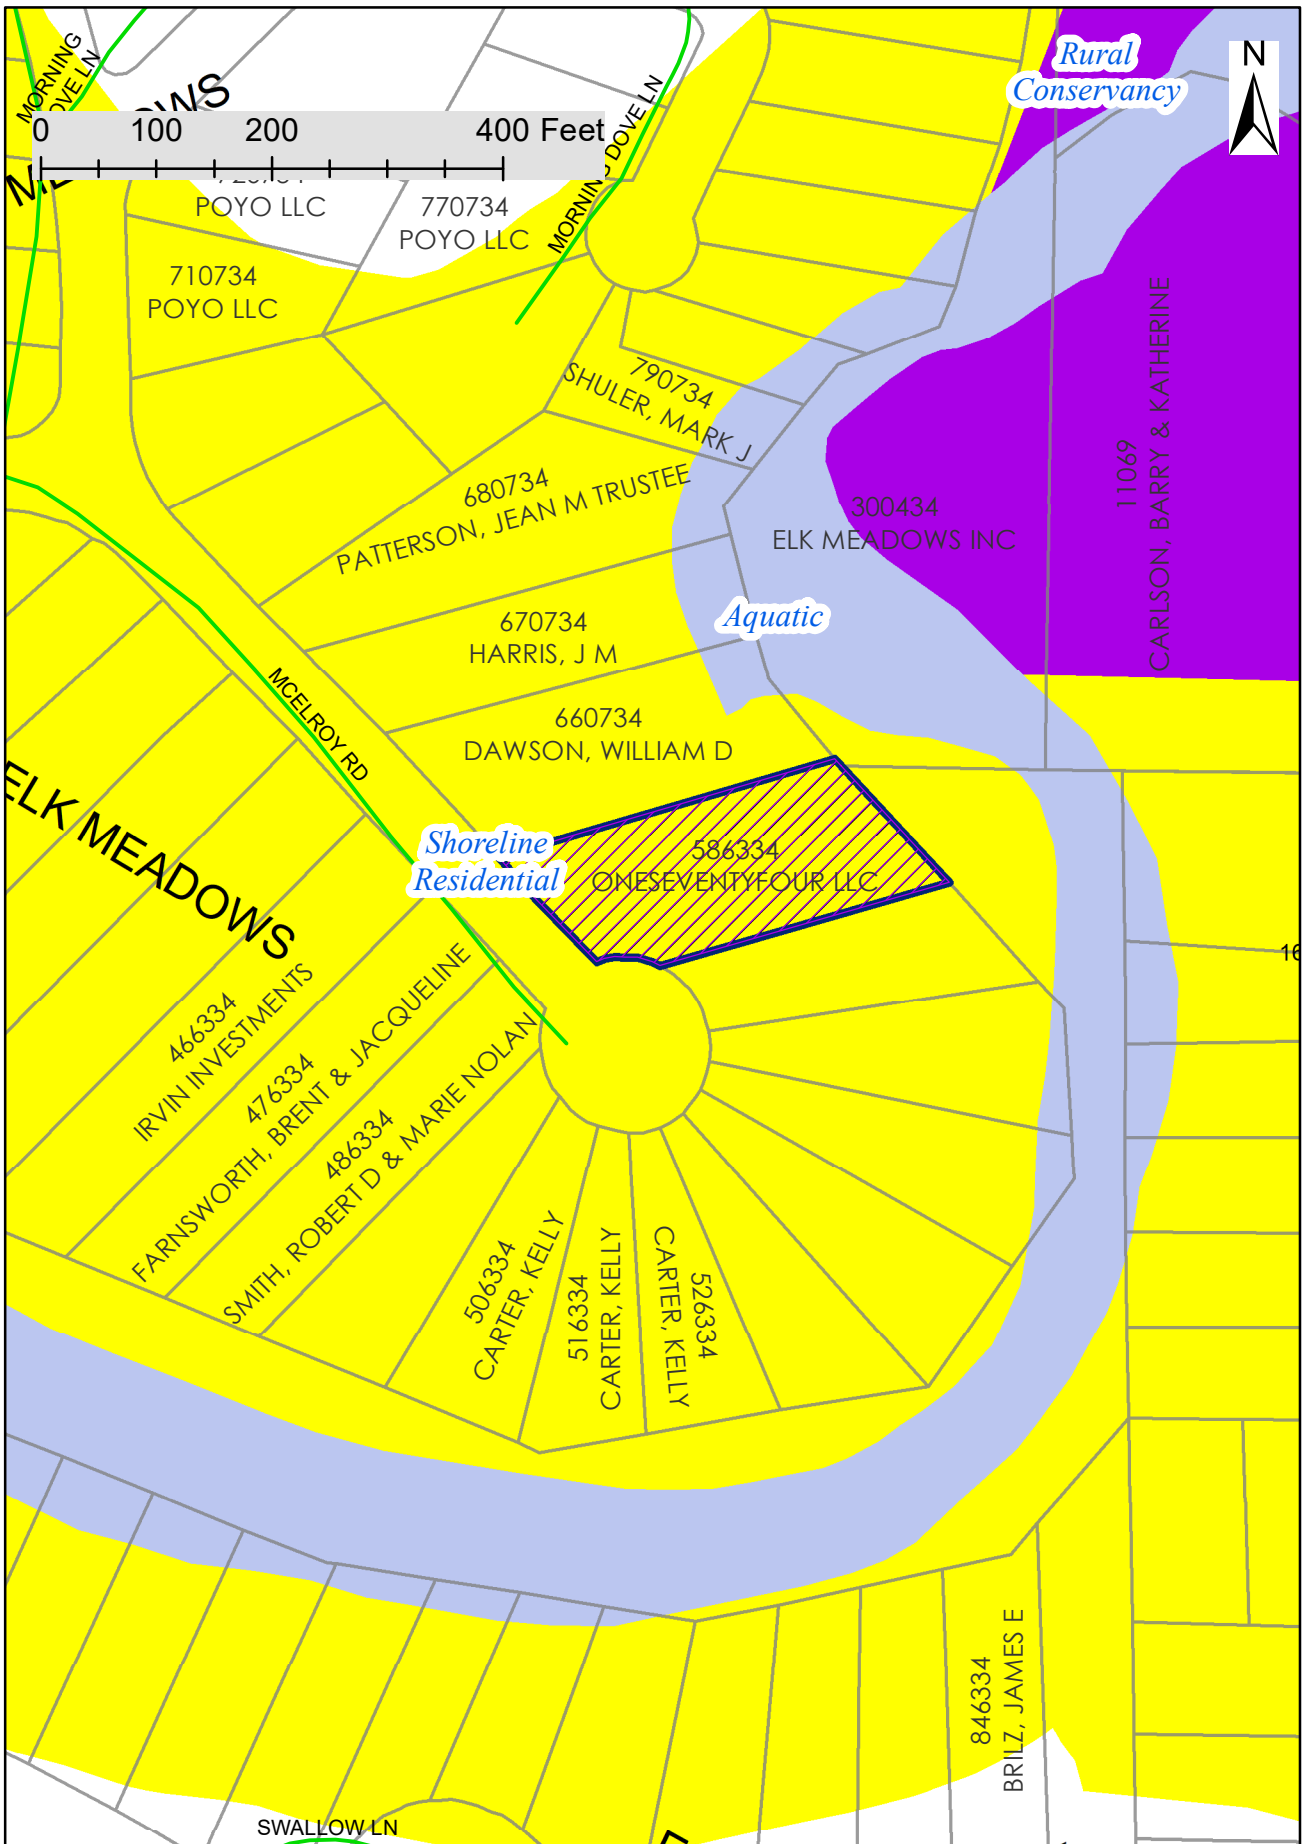 MORNING
OVE LN
Rural
Conservancy
N
0 100 200 400 Feet
MORNING DOVE LN
POYO LLC
770734
POYO LLC
710734
POYO LLC
790734
SHULER, MARK J
680734
PATTERSON, JEAN M TRUSTEE
300434
ELK MEADOWS INC
11069
CARLSON, BARRY & KATHERINE
Aquatic
670734
HARRIS, J M
MCELROY RD
660734
DAWSON, WILLIAM D
ELK MEADOWS
Shoreline
Residential
586334
ONESEVENTYFOUR LLC
16
466334
IRVIN INVESTMENTS
476334
FARNSWORTH, BRENT & JACQUELINE
486334
SMITH, ROBERT D & MARIE NOLAN
506334
CARTER, KELLY
516334
CARTER, KELLY
526334
CARTER, KELLY
846334
BRILZ, JAMES E
SWALLOW LN